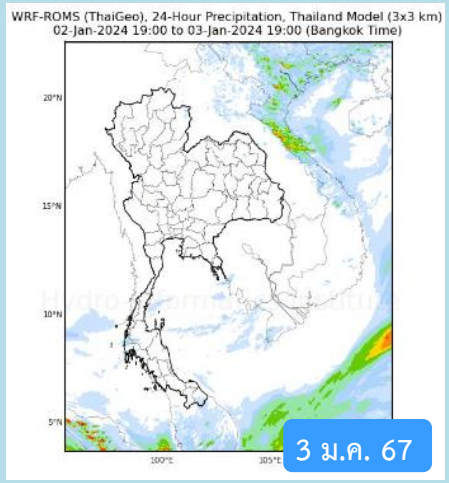 WRF-ROMS (ThaiGeo), 24-Hour Precipitation, Thailand Model (3x3 km)
02-Jan-2024 19:00 to 03-Jan-2024 19:00 (Bangkok Time)
20°N
15°N
10°N
5°N
100°E
105°E
3 ม.ค. 67